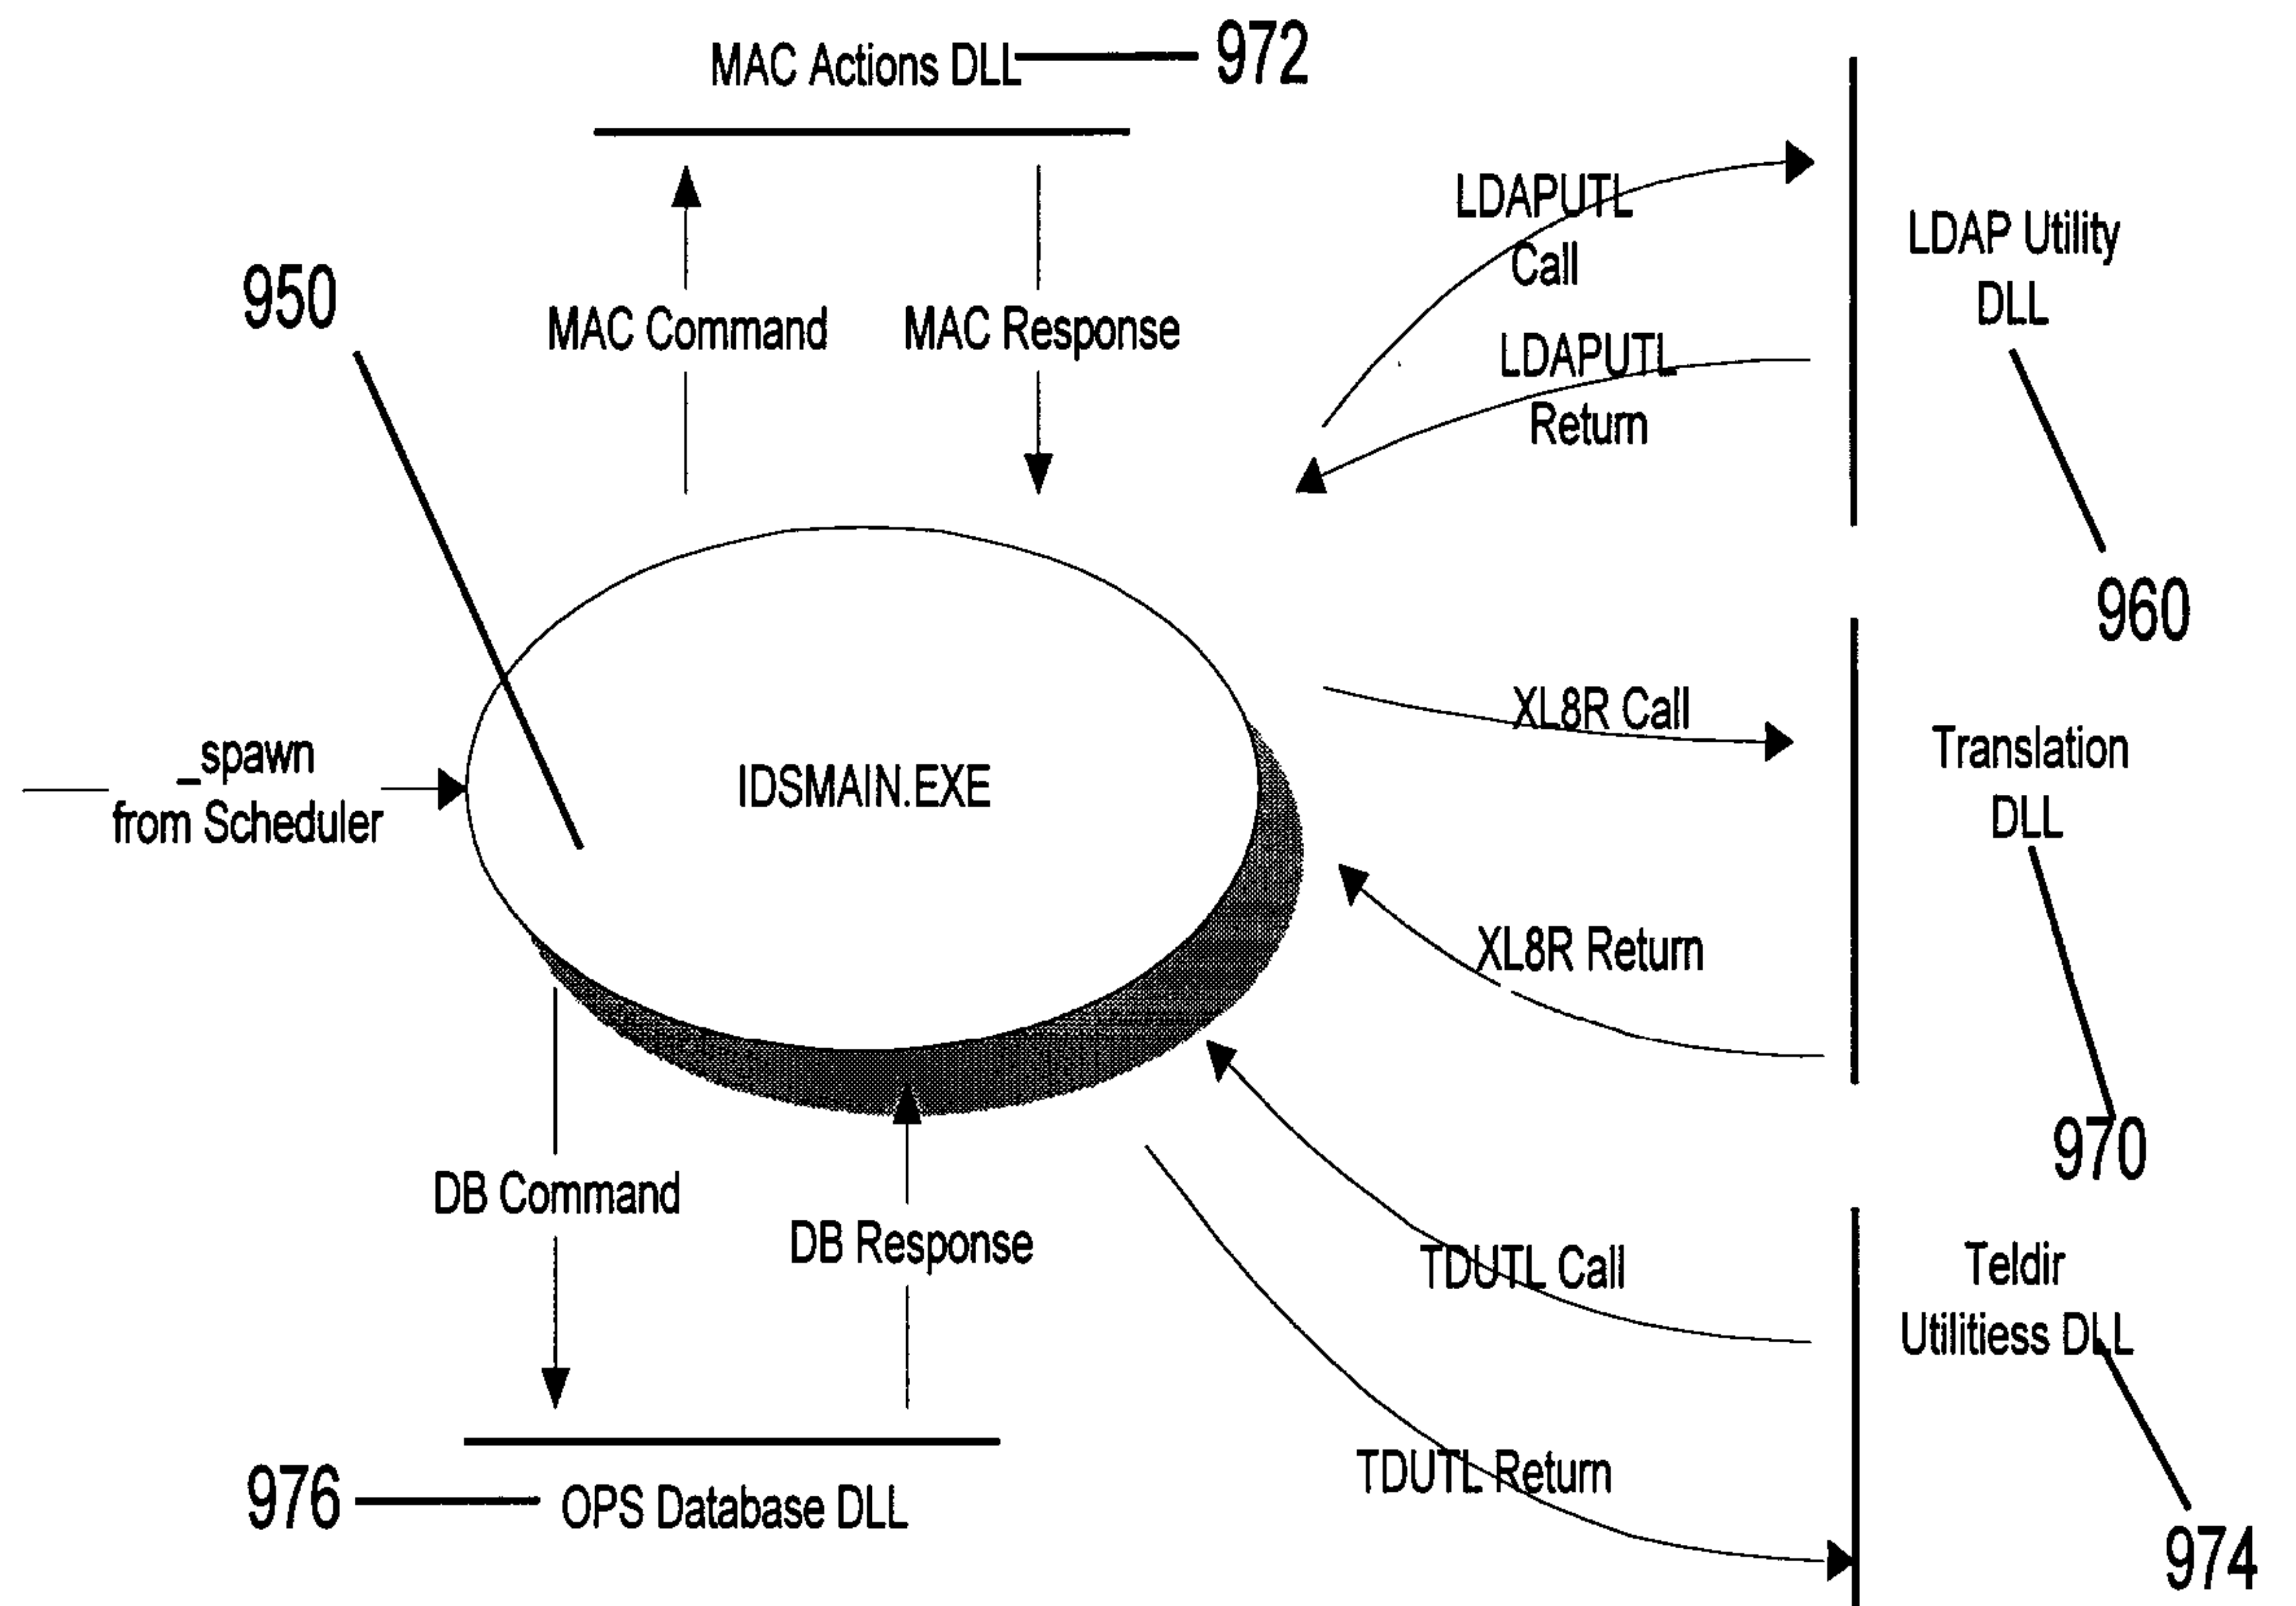 MAC Actions DLL
972
LDAPUTL
Call
LDAP Utility
DLL
950
MAC Command
MAC Response
LDAPUTL
Return
960
XL8R Call
Translation
DLL
_spawn
from Scheduler
IDSMAIN.EXE
XL8R Return
970
DB Command
DB Response
TDUTL Call
Teldir
Utilitiess DLL
TDUTL Return
976
OPS Database DLL
974